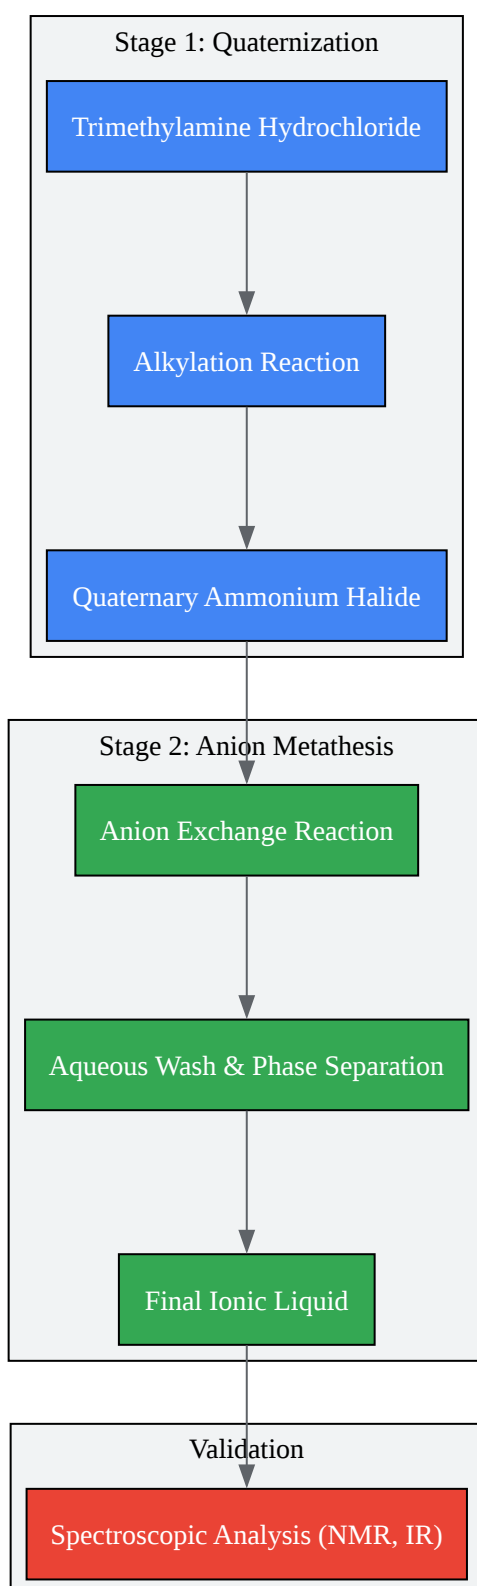 Stage 1: Quaternization
Trimethylamine Hydrochloride
Alkylation Reaction
Quaternary Ammonium Halide
Stage 2: Anion Metathesis
Anion Exchange Reaction
Aqueous Wash & Phase Separation
Final Ionic Liquid
Validation
Spectroscopic Analysis (NMR, IR)